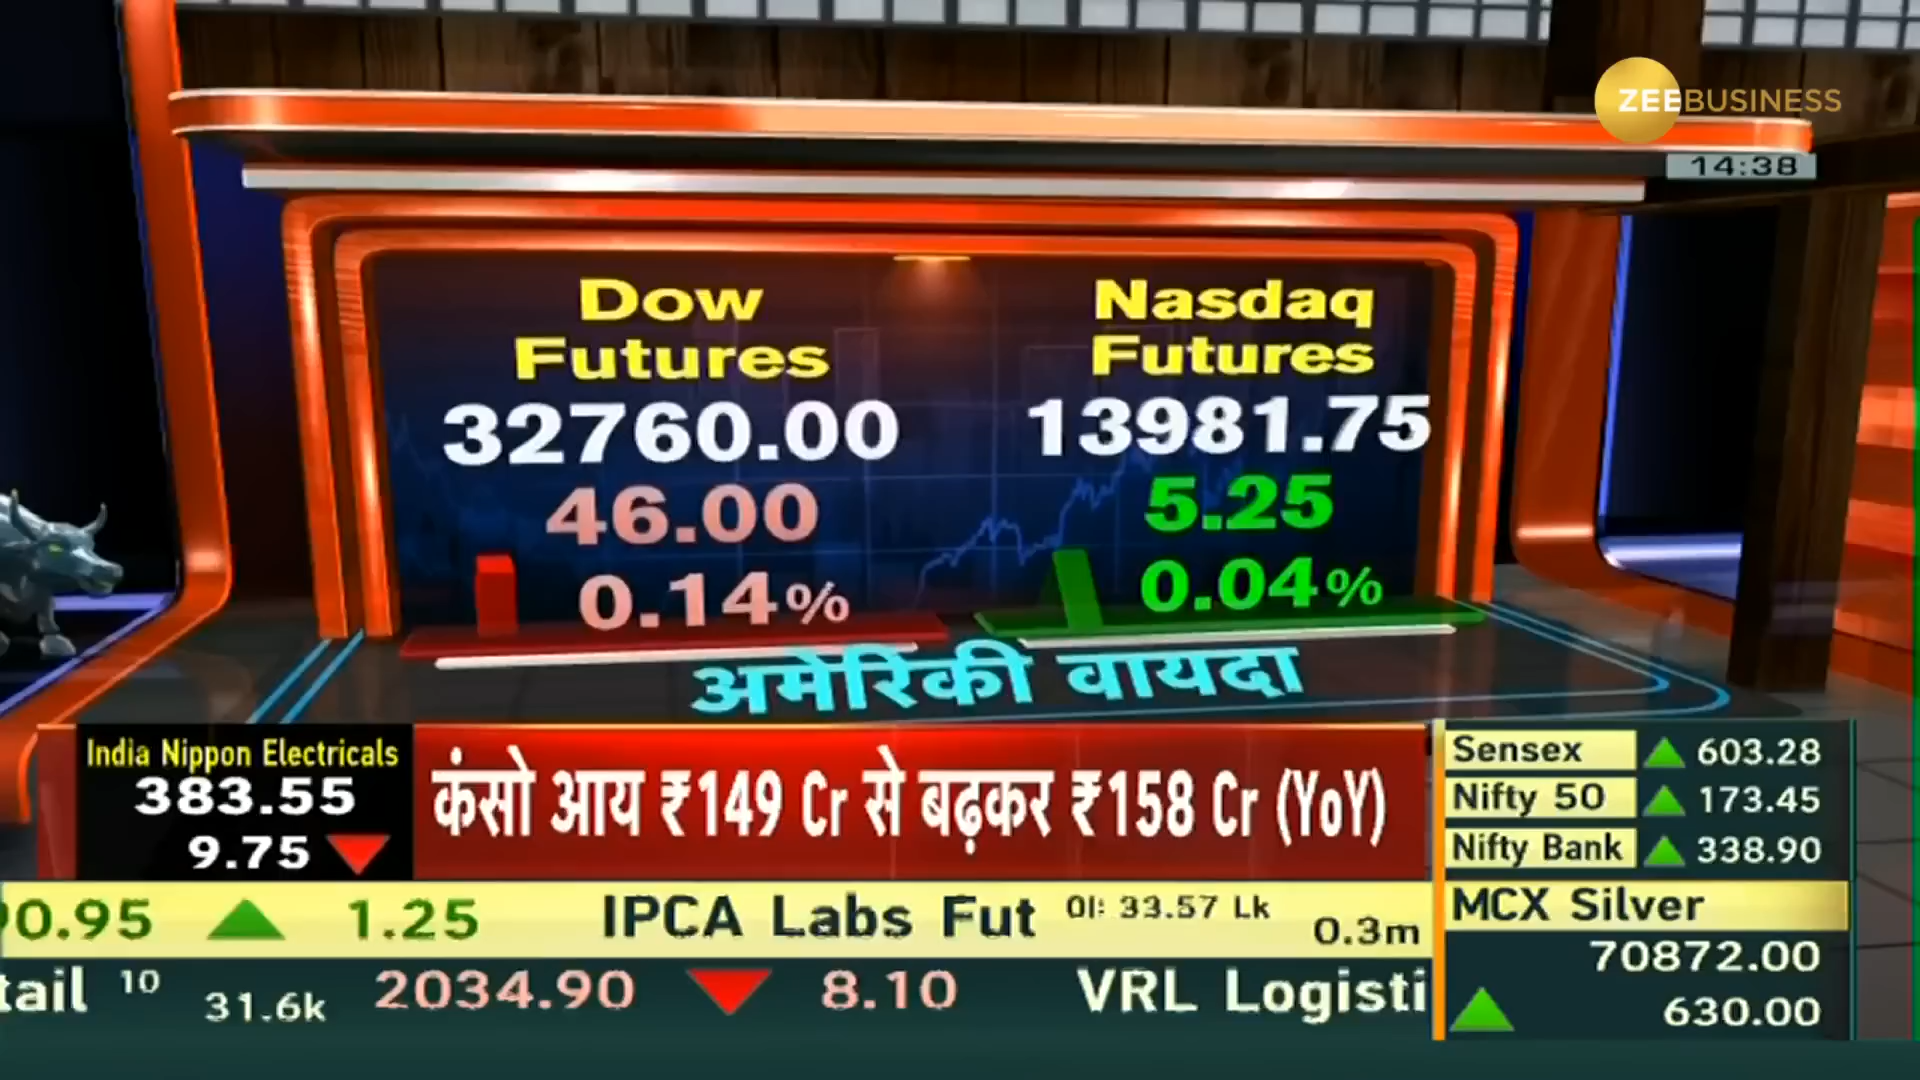 ZEEBUSINESS
14:38
Dow
Futures
32760.00
46.00
0.14%
Nasdaq
Futures
13981.75
5.25
0.04%
अमेरिकी वायदा
India Nippon Electricals
383.55
9.75
कंसो आय ₹149 Cr से बढ़कर ₹158 Cr (YoY)
Sensex 603.28
Nifty 50 173.45
Nifty Bank 338.90
MCX Silver
70872.00
630.00
0.95 1.25 IPCA Labs Fut OI: 33.57 Lk 0.3m
tail 10 31.6k 2034.90 8.10 VRL Logisti